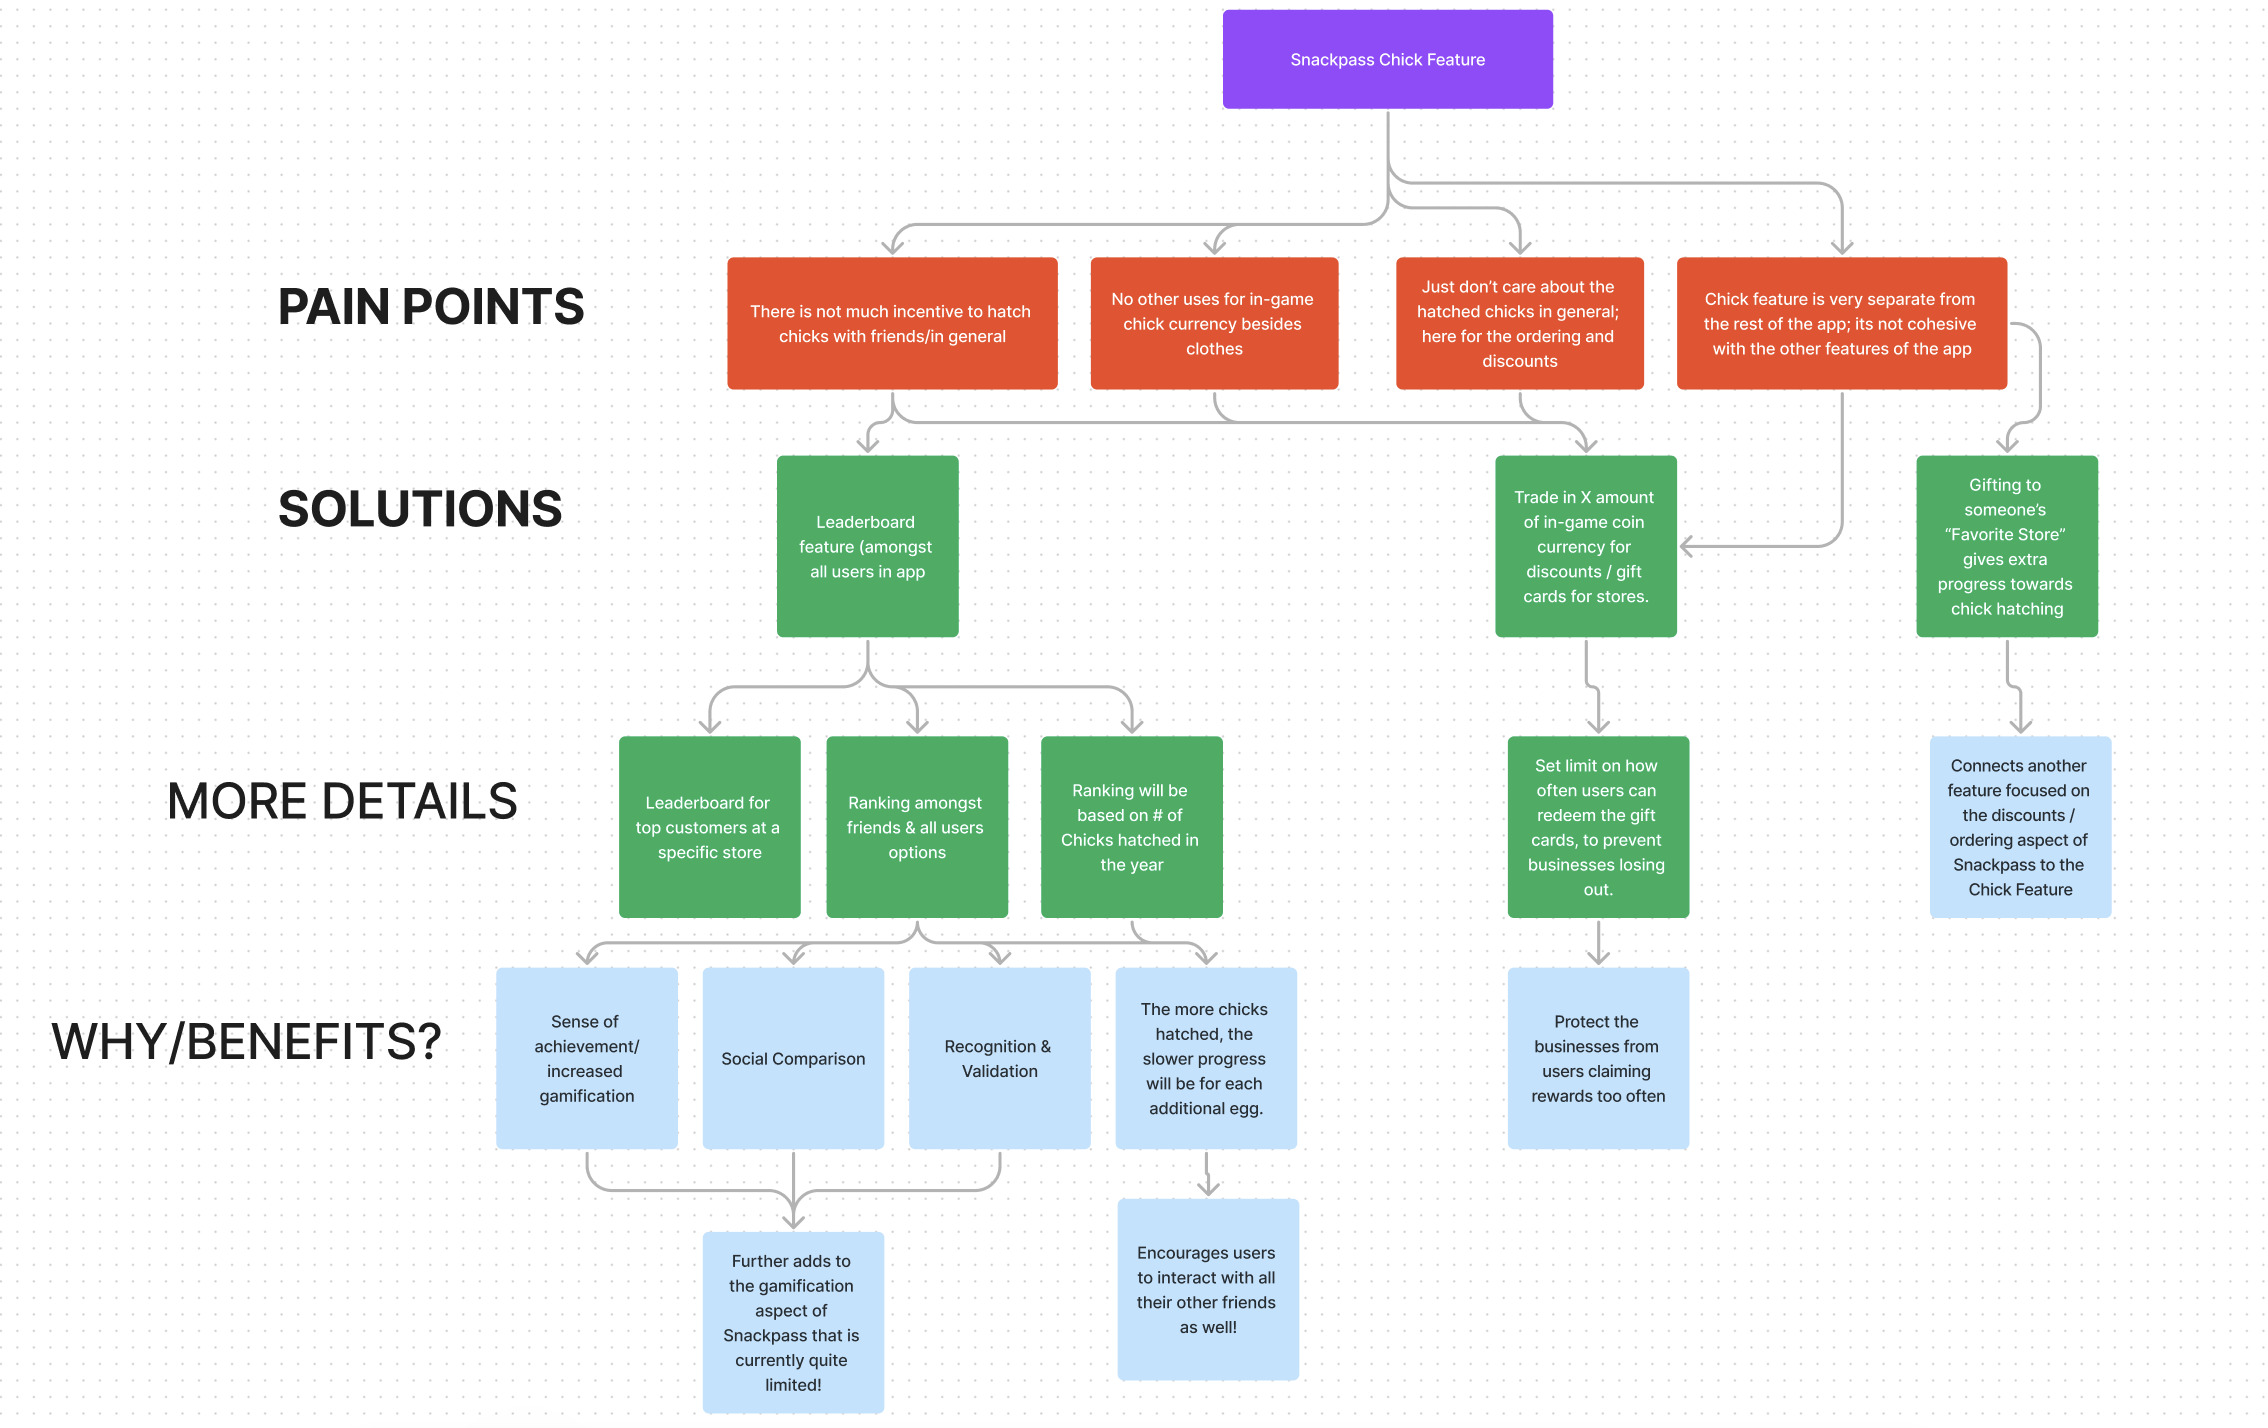 Snackpass Chick Feature
PAIN POINTS
There is not much incentive to hatch
chicks with friends/in general
No other uses for in-game
chick currency besides
clothes
Just don’t care about the
hatched chicks in general;
here for the ordering and
discounts
Chick feature is very separate from
the rest of the app; its not cohesive
with the other features of the app
SOLUTIONS
Leaderboard
feature (amongst
all users in app
Trade in X amount
of in-game coin
currency for
discounts / gift
cards for stores.
Gifting to
someone’s
“Favorite Store”
gives extra
progress towards
chick hatching
MORE DETAILS
Leaderboard for
top customers at a
specific store
Ranking amongst
friends & all users
options
Ranking will be
based on # of
Chicks hatched in
the year
Set limit on how
often users can
redeem the gift
cards, to prevent
businesses losing
out.
Connects another
feature focused on
the discounts /
ordering aspect of
Snackpass to the
Chick Feature
WHY/BENEFITS?
Sense of
achievement/
increased
gamification
Social Comparison
Recognition &
Validation
The more chicks
hatched, the
slower progress
will be for each
additional egg.
Protect the
businesses from
users claiming
rewards too often
Further adds to
the gamification
aspect of
Snackpass that is
currently quite
limited!
Encourages users
to interact with all
their other friends
as well!